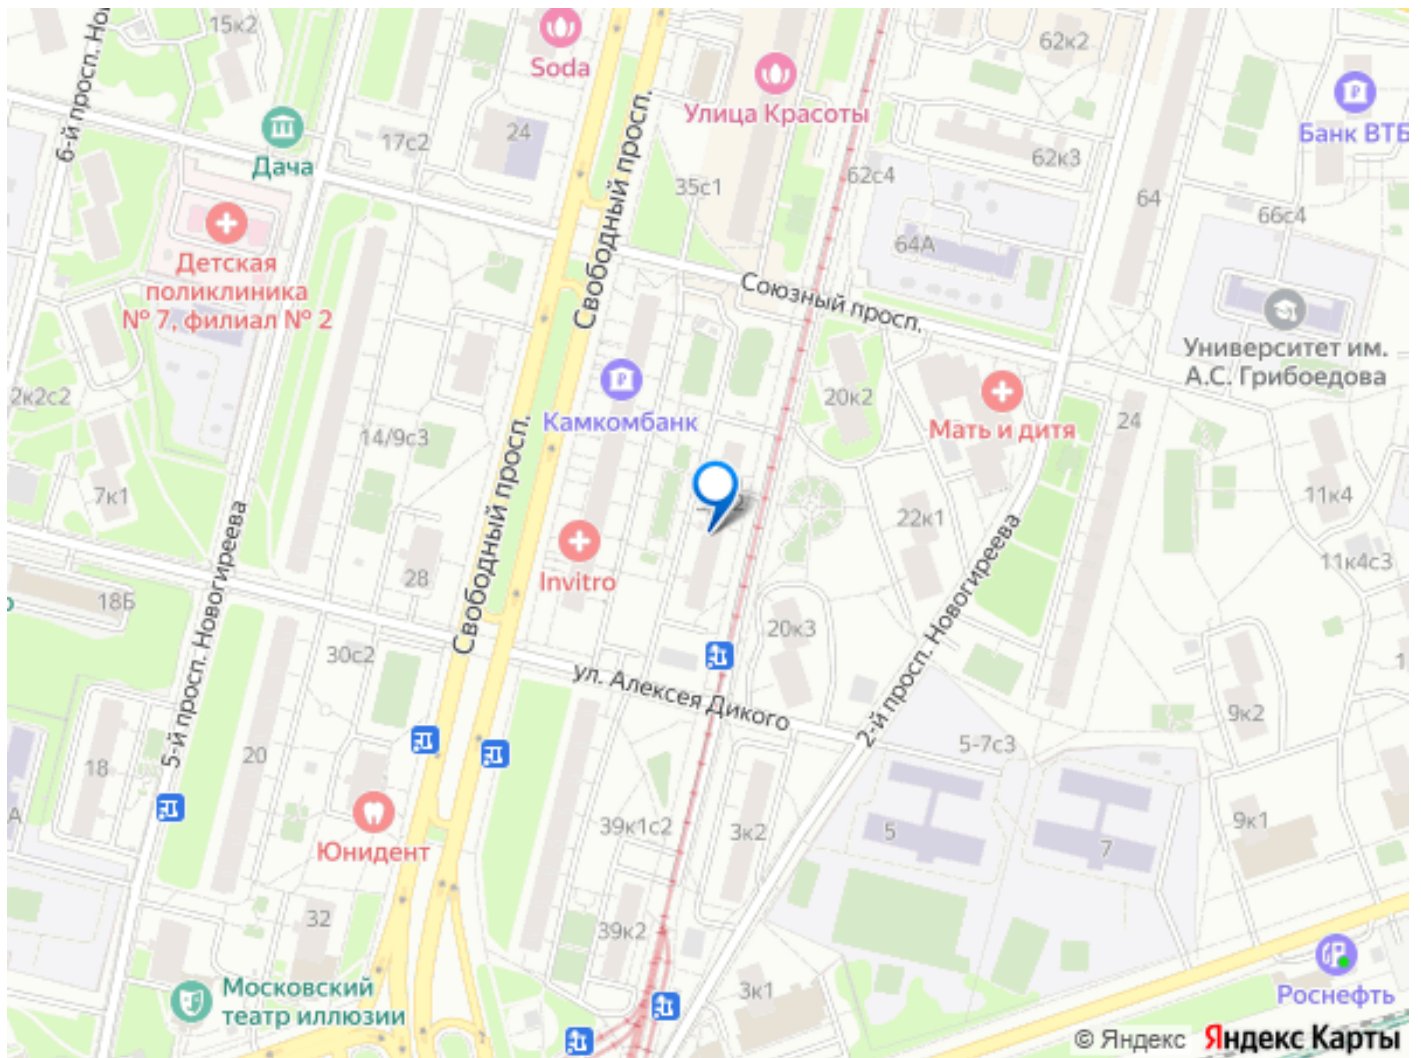 15к2
Soda
62к2
Улица Красоты
Банк ВТБ
6-й просп. Нов
Дача
17с2
24
Свободный просп.
35с1
62с4
62к3
64
66с4
64А
Детская
поликлиника
№ 7, филиал № 2
Союзный просп.
Университет им.
А.С. Грибоедова
2к2с2
Камкомбанк
20к2
Мать и дитя
24
14/9с3
7к1
Свободный просп.
22к1
11к4
5-й просп. Новогиреева
Invitro
2-й просп. Новогиреева
11к4с3
18Б
28
20к3
30с2
ул. Алексея Дикого
9к2
5-7с3
18
20
39к1с2
3к2
5
7
9к1
Юнидент
32
39к2
3к1
Московский
театр иллюзии
Роснефть
© Яндекс Яндекс Карты